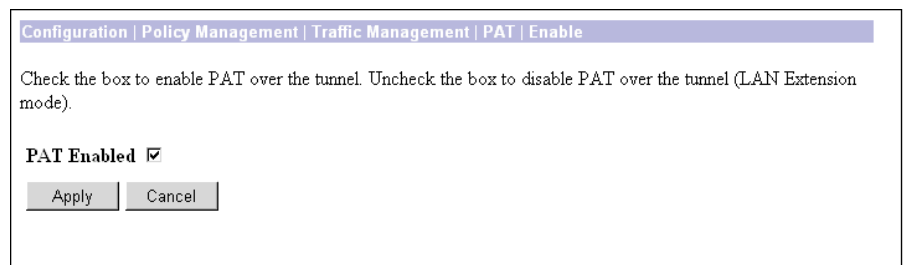 Configuration | Policy Management | Traffic Management | PAT | Enable
Check the box to enable PAT over the tunnel. Uncheck the box to disable PAT over the tunnel (LAN Extension
mode).
PAT Enabled
Apply Cancel